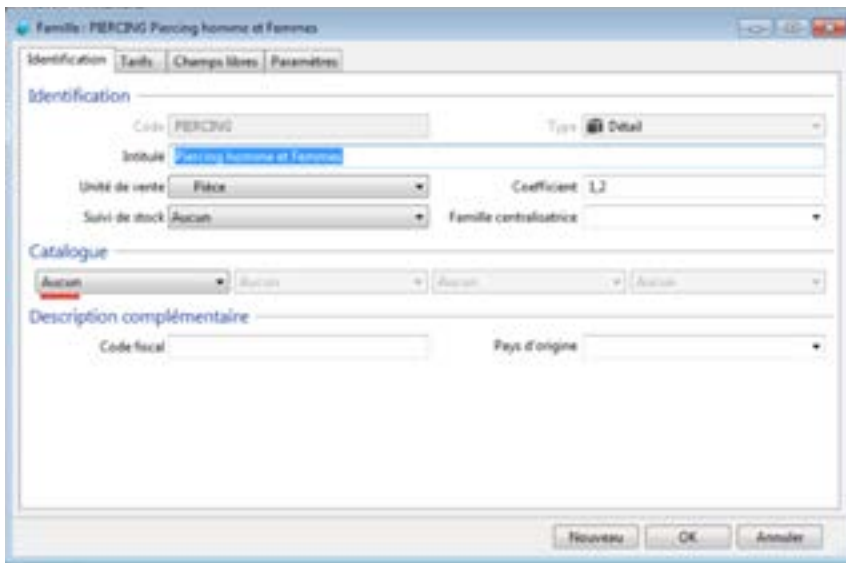 Famille : PIERCING Piercing homme et Femmes
Identification Tarifs Champs libres Paramètres
Identification
Code PIERCING Type Détail
Intitulé Piercing homme et Femmes
Unité de vente Pièce Coefficient 1,2
Suivi de stock Aucun Famille centralisatrice
Catalogue
Aucun Aucun Aucun Aucun
Description complémentaire
Code fiscal Pays d'origine
Nouveau OK Annuler